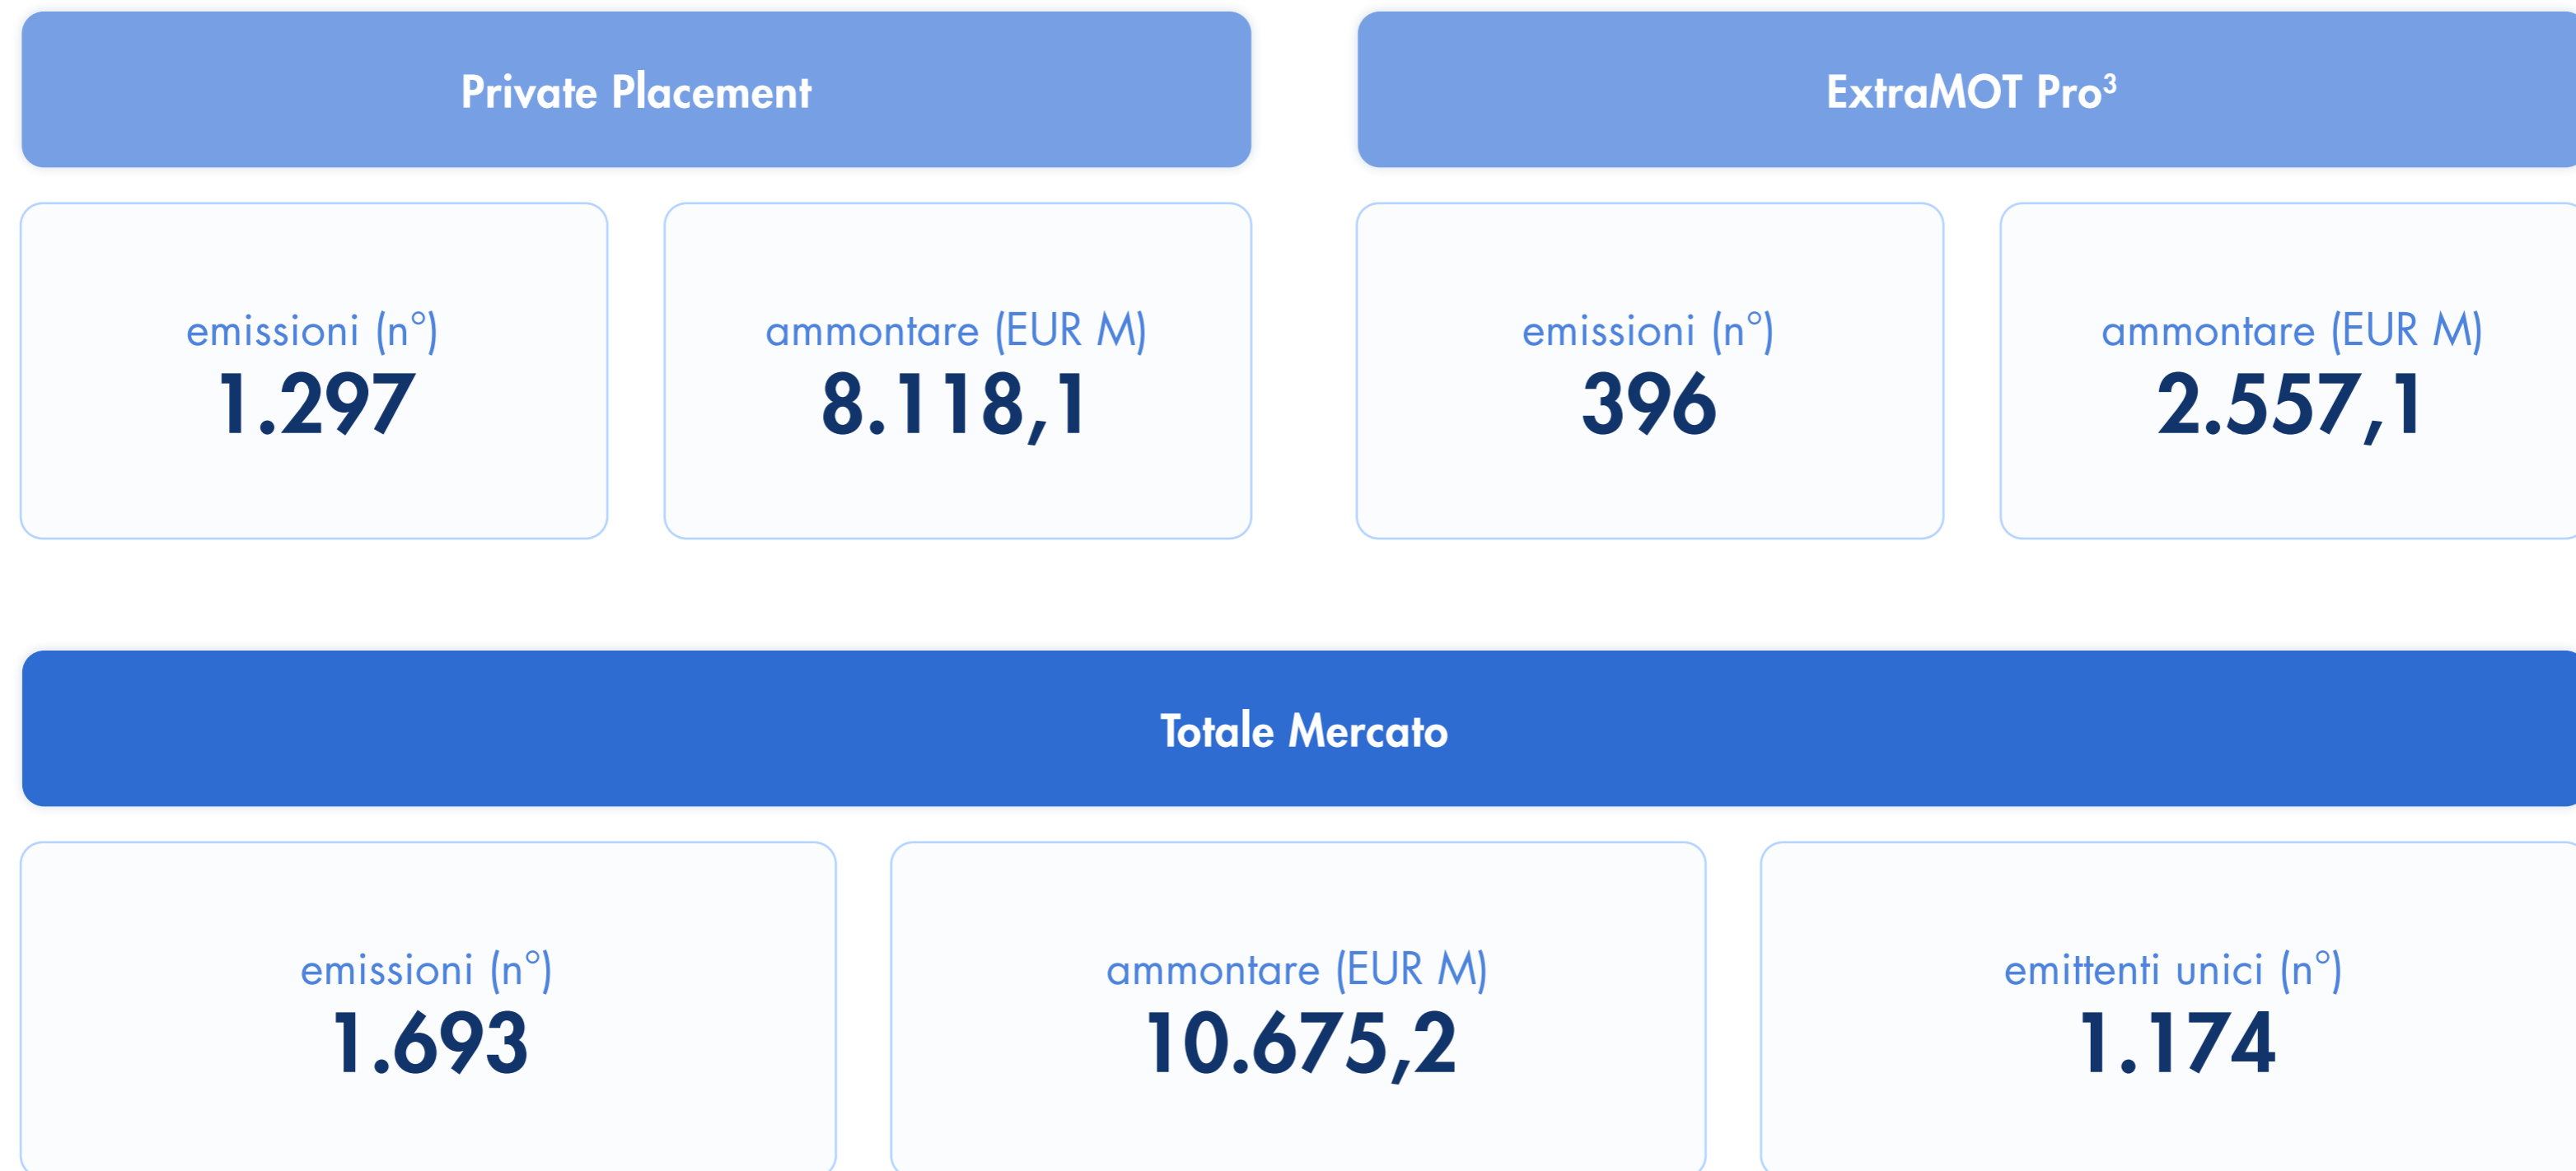 Private Placement
ExtraMOT Pro³
emissioni (n°)
1.297
ammontare (EUR M)
8.118,1
emissioni (n°)
396
ammontare (EUR M)
2.557,1
Totale Mercato
emissioni (n°)
1.693
ammontare (EUR M)
10.675,2
emittenti unici (n°)
1.174